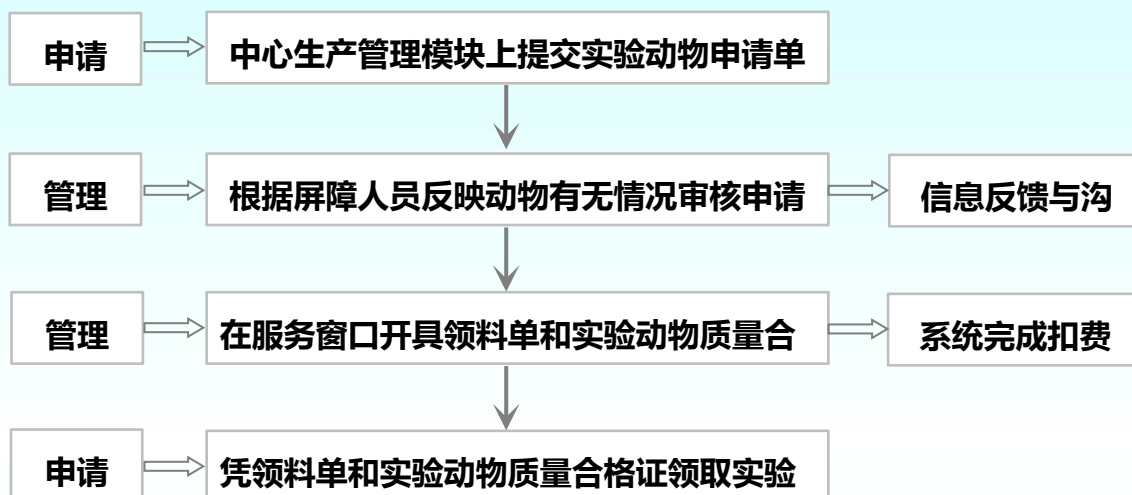 申请
中心生产管理模块上提交实验动物申请单
管理
根据屏障人员反映动物有无情况审核申请
信息反馈与沟
管理
在服务窗口开具领料单和实验动物质量合
系统完成扣费
申请
凭领料单和实验动物质量合格证领取实验